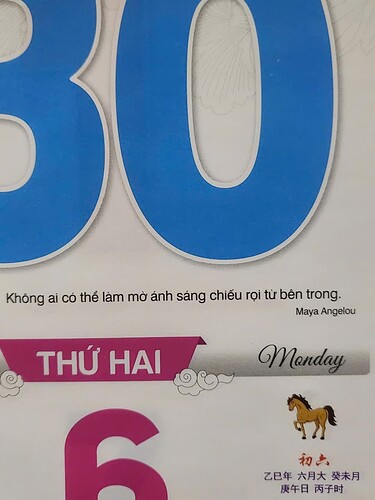 30
Không ai có thể làm mờ ánh sáng chiếu rọi từ bên trong.
Maya Angelou
THỨ HAI
Monday
6
初六
乙巳年 六月大 癸未月
庚午日 丙子时